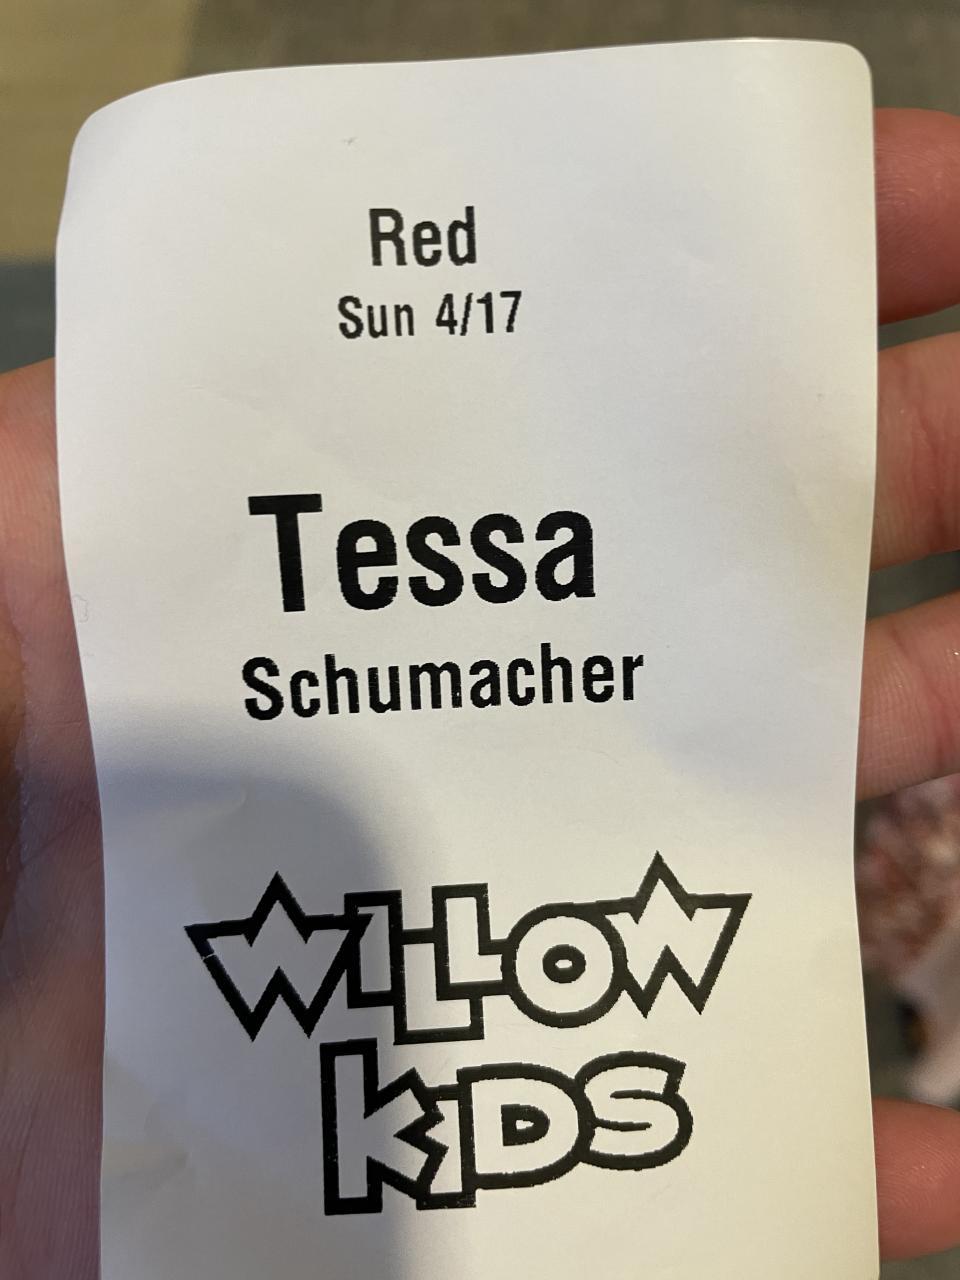 Red
Sun 4/17
Tessa
Schumacher
WILLOW
KIDS